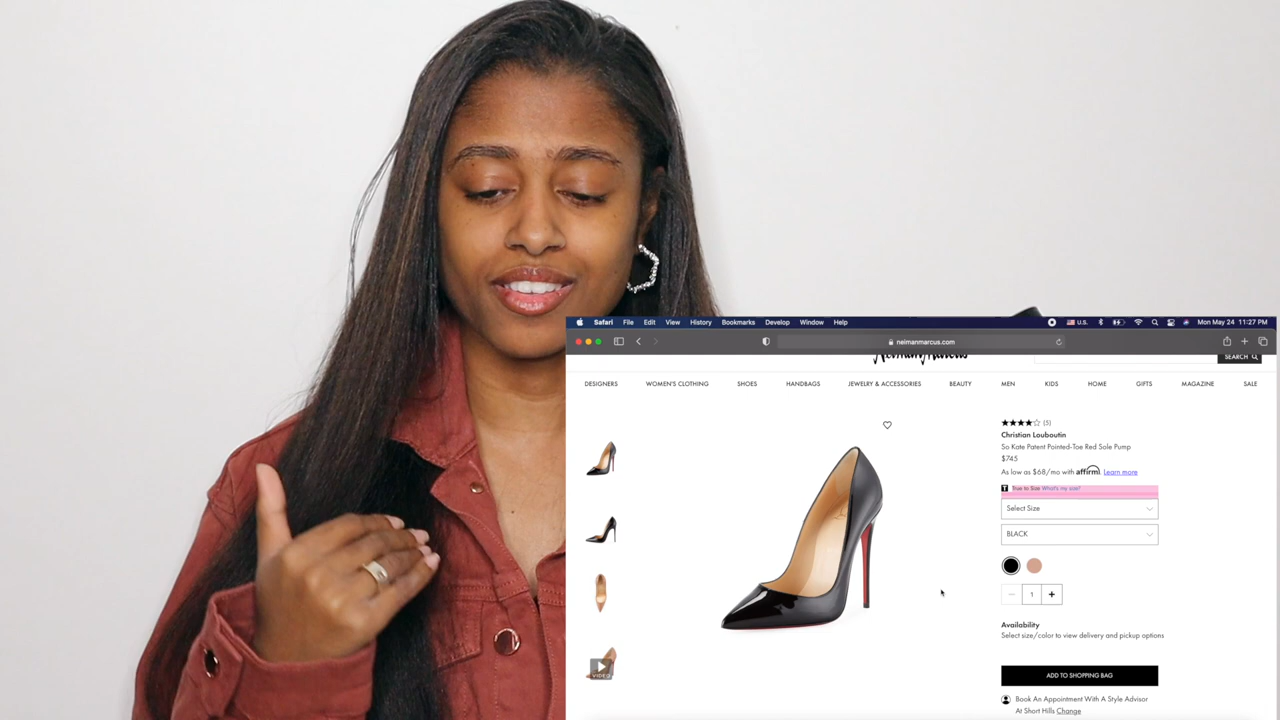 Safari File Edit View History Bookmarks Develop Window Help U.S. Mon May 24 11:27 PM
neimanmarcus.com
Neiman Marcus
SEARCH
DESIGNERS WOMEN'S CLOTHING SHOES HANDBAGS JEWELRY & ACCESSORIES BEAUTY MEN KIDS HOME GIFTS MAGAZINE SALE
★★★★☆ (5)
Christian Louboutin
So Kate Patent Pointed-Toe Red Sole Pump
$745
As low as $68/mo with affirm. Learn more
T True to Size What's my size?
Select Size
BLACK
− 1 +
Availability
Select size/color to view delivery and pickup options
VIDEO
ADD TO SHOPPING BAG
Book An Appointment With A Style Advisor
At Short Hills Change